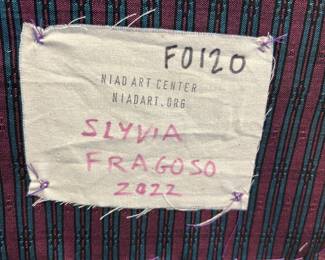 F0120
NIAD ART CENTER
NIADART.ORG
SLYVIA
FRAGOSO
2022